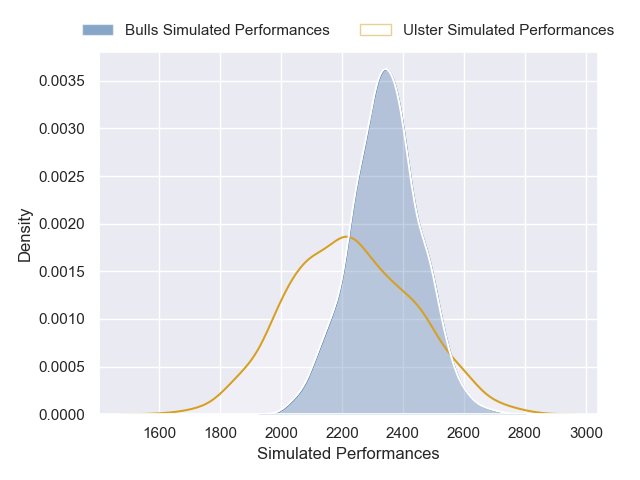 Bulls Simulated Performances Ulster Simulated Performances
0.0035
0.0030
0.0025
0.0020
0.0015
0.0010
0.0005
0.0000
Density
1600 1800 2000 2200 2400 2600 2800 3000
Simulated Performances